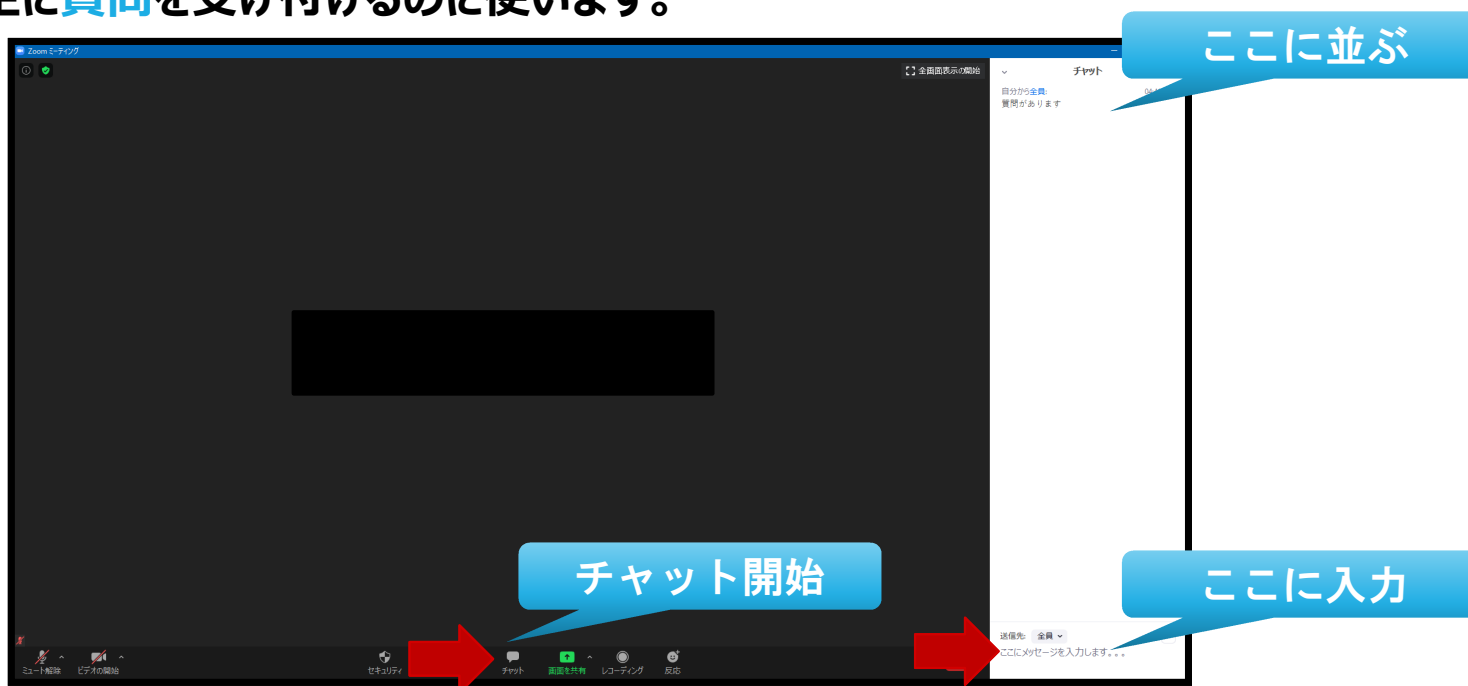 に質問を受け付けるのに使います。
ここに並ぶ
Zoom ミーティング
全画面表示の開始
チャット
自分から全員:
質問があります
チャット開始
ここに入力
送信先: 全員
ここにメッセージを入力します。。。
ミュート解除
ビデオの開始
セキュリティ
チャット
画面を共有
レコーディング
反応